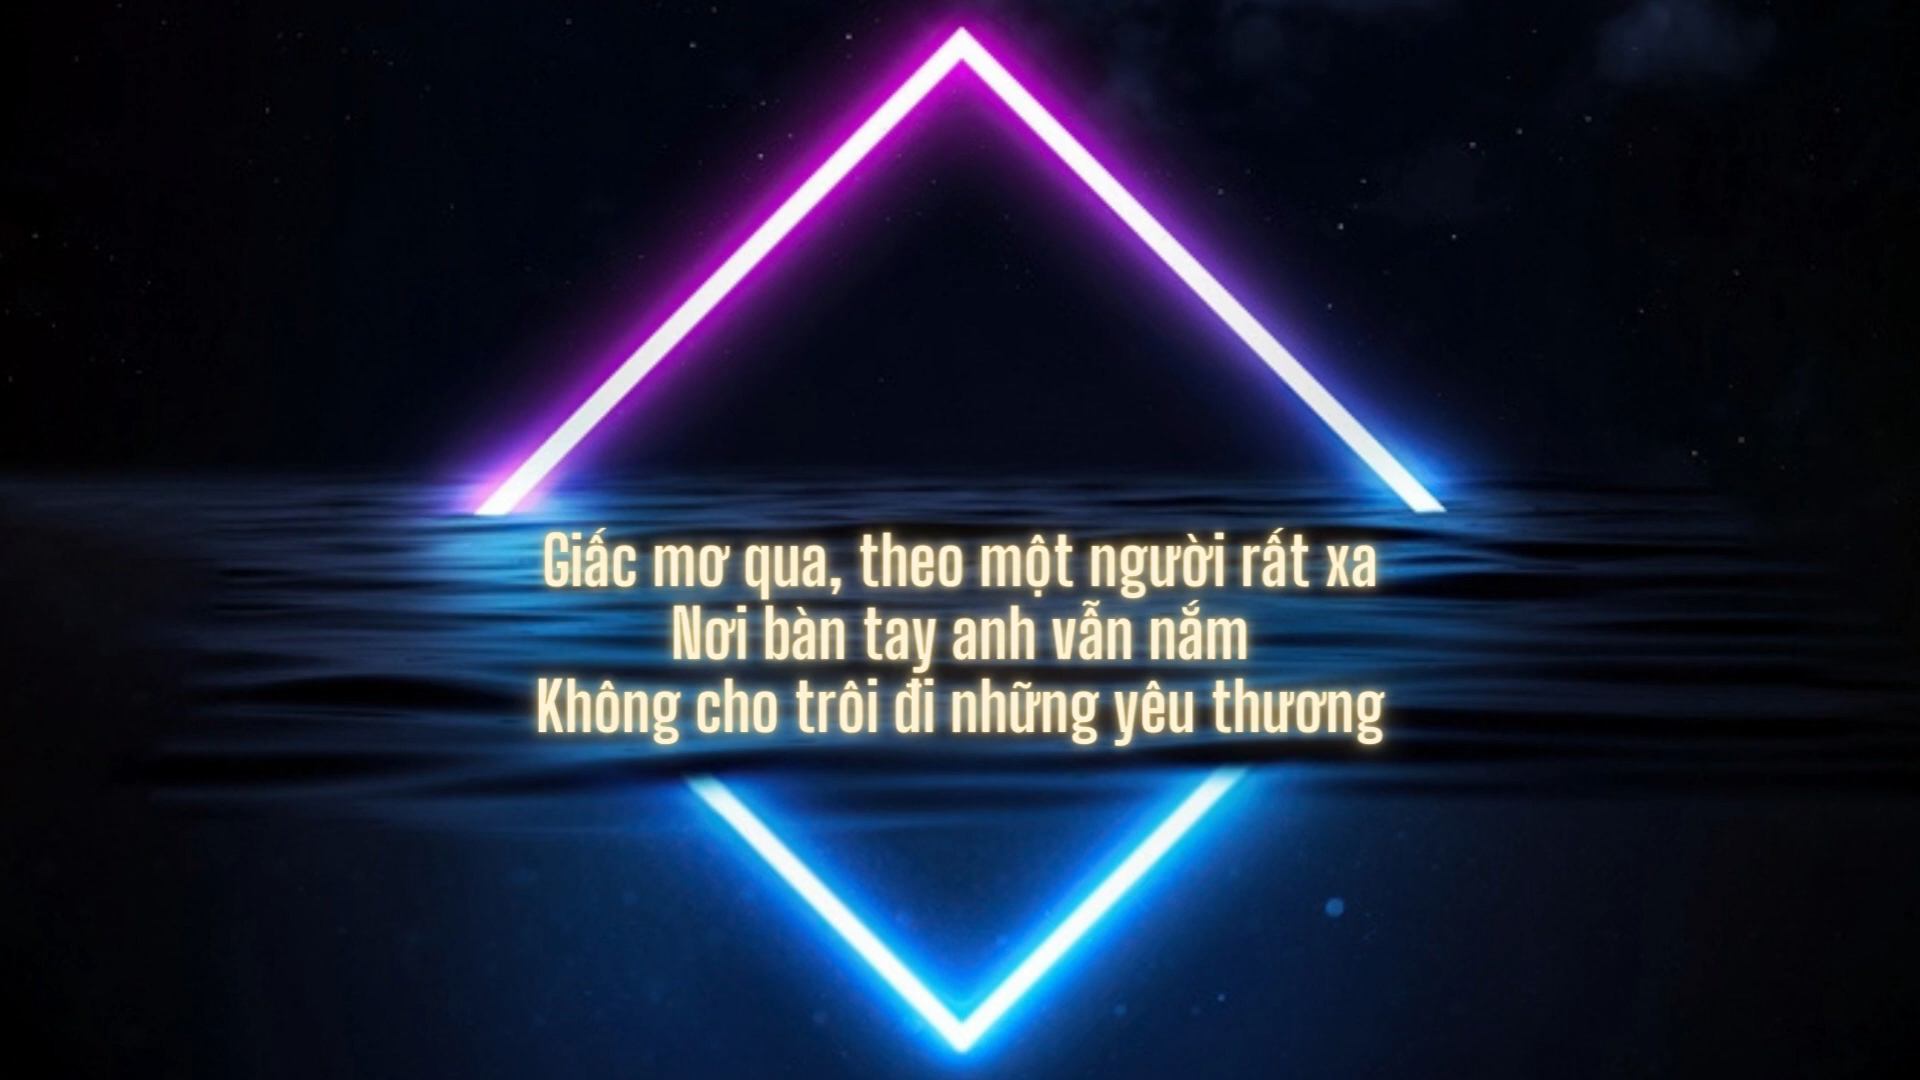 Giấc mơ qua, theo một người rất xa
Nơi bàn tay anh vẫn nắm
Không cho trôi đi những yêu thương